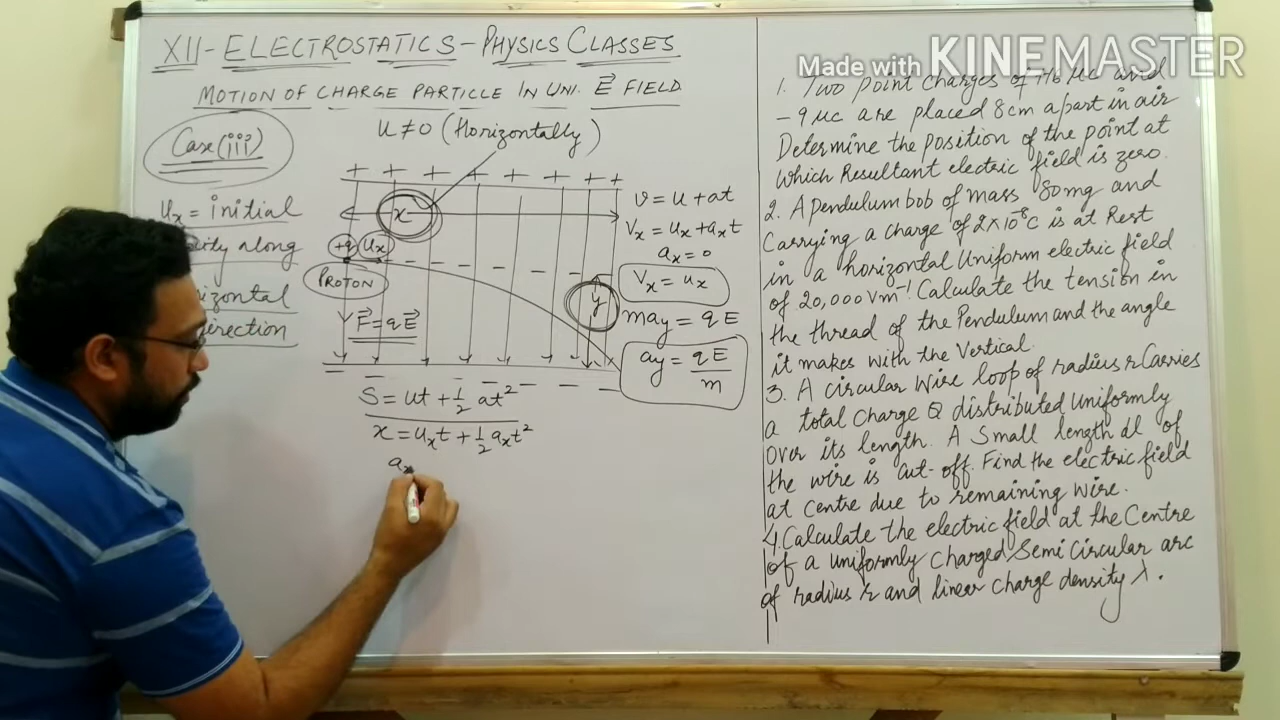 Made with KINEMASTER
XII-ELECTROSTATICS-PHYSICS CLASSES
MOTION OF CHARGE PARTICLE IN UNI. E⃗ FIELD
Case(iii)
U≠0 (Horizontally)
+ + + + + + + +
x
+q Ux
PROTON
F⃗=qE⃗
y
Ux = initial
along
direction
S = ut + 1/2 at²
x = Uxt + 1/2 axt²
ax
v = u + at
Vx = Ux + axt
ax = 0
Vx = Ux
may = qE
ay = qE/m
1. Two point charges of +16 μc and
-9 μc are placed 8cm apart in air
Determine the position of the point at
which Resultant electric field is zero.
2. A pendulum bob of mass 80mg and
Carrying a charge of 2×10⁻⁸C is at Rest
in a horizontal Uniform electric field
of 20,000 Vm⁻¹. Calculate the tension in
the thread of the Pendulum and the angle
it makes with the Vertical.
3. A Circular Wire loop of radius r Carries
a total Charge Q distributed Uniformly
Over its length. A Small length dl of
the wire is cut-off. Find the electric field
at centre due to remaining wire.
4. Calculate the electric field at the Centre
of a uniformly Charged Semi Circular arc
of radius r and linear charge density λ.